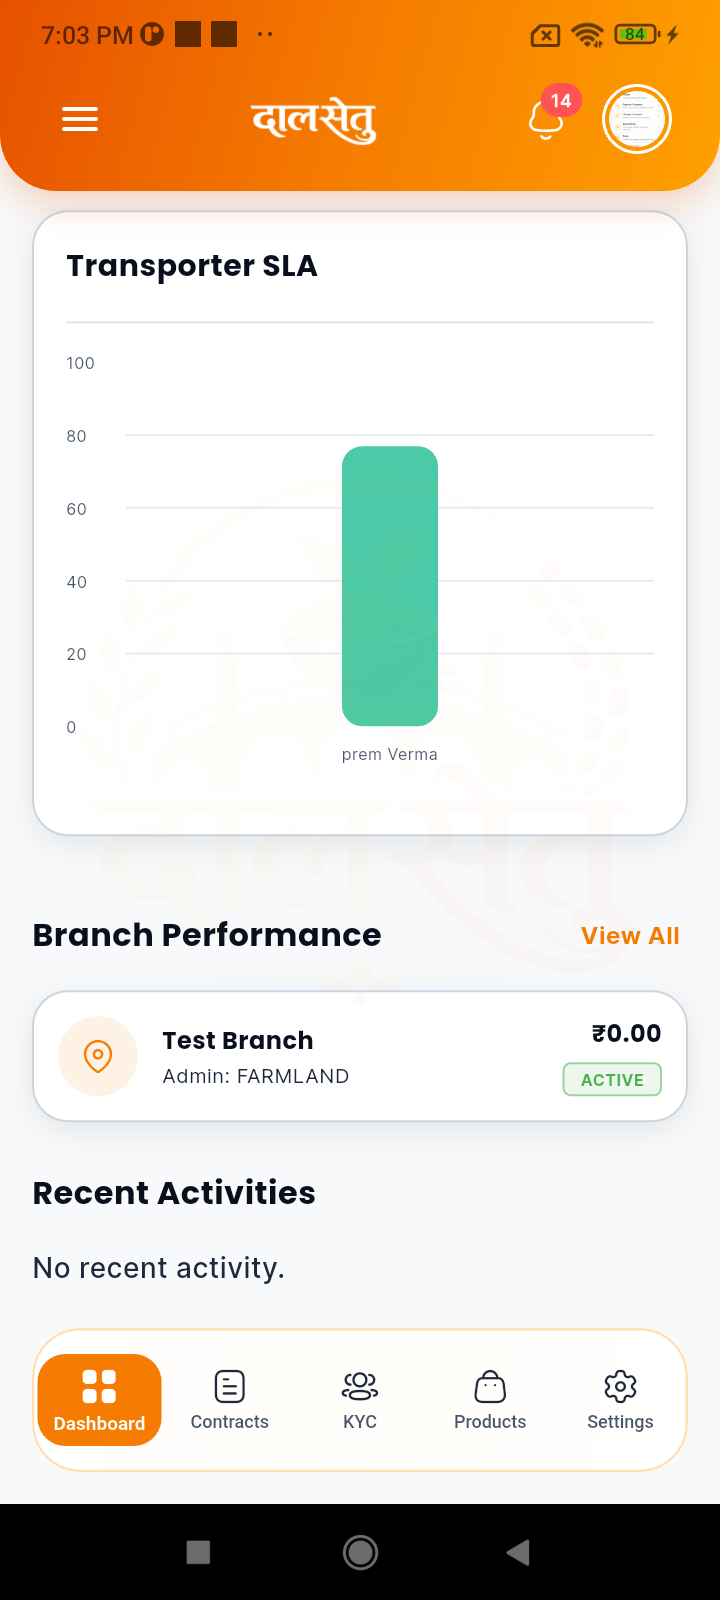 7:03 PM
84
दालसेतु
14
Transporter SLA
100
80
60
40
20
0
prem Verma
दालसेतु
Branch Performance
View All
Test Branch
₹0.00
Admin: FARMLAND
ACTIVE
Recent Activities
No recent activity.
Dashboard
Contracts
KYC
Products
Settings